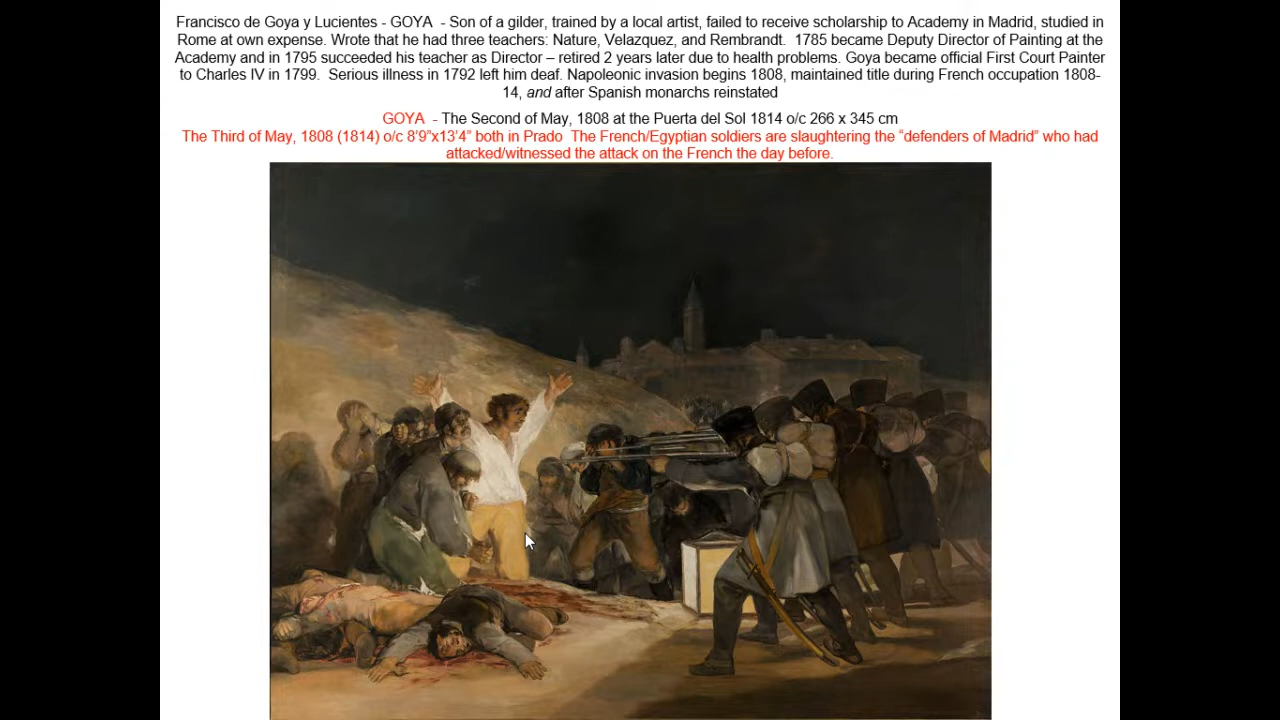 Francisco de Goya y Lucientes - GOYA - Son of a gilder, trained by a local artist, failed to receive scholarship to Academy in Madrid, studied in
Rome at own expense. Wrote that he had three teachers: Nature, Velazquez, and Rembrandt. 1785 became Deputy Director of Painting at the
Academy and in 1795 succeeded his teacher as Director – retired 2 years later due to health problems. Goya became official First Court Painter
to Charles IV in 1799. Serious illness in 1792 left him deaf. Napoleonic invasion begins 1808, maintained title during French occupation 1808-
14, and after Spanish monarchs reinstated
GOYA - The Second of May, 1808 at the Puerta del Sol 1814 o/c 266 x 345 cm
The Third of May, 1808 (1814) o/c 8’9”x13’4” both in Prado The French/Egyptian soldiers are slaughtering the “defenders of Madrid” who had
attacked/witnessed the attack on the French the day before.